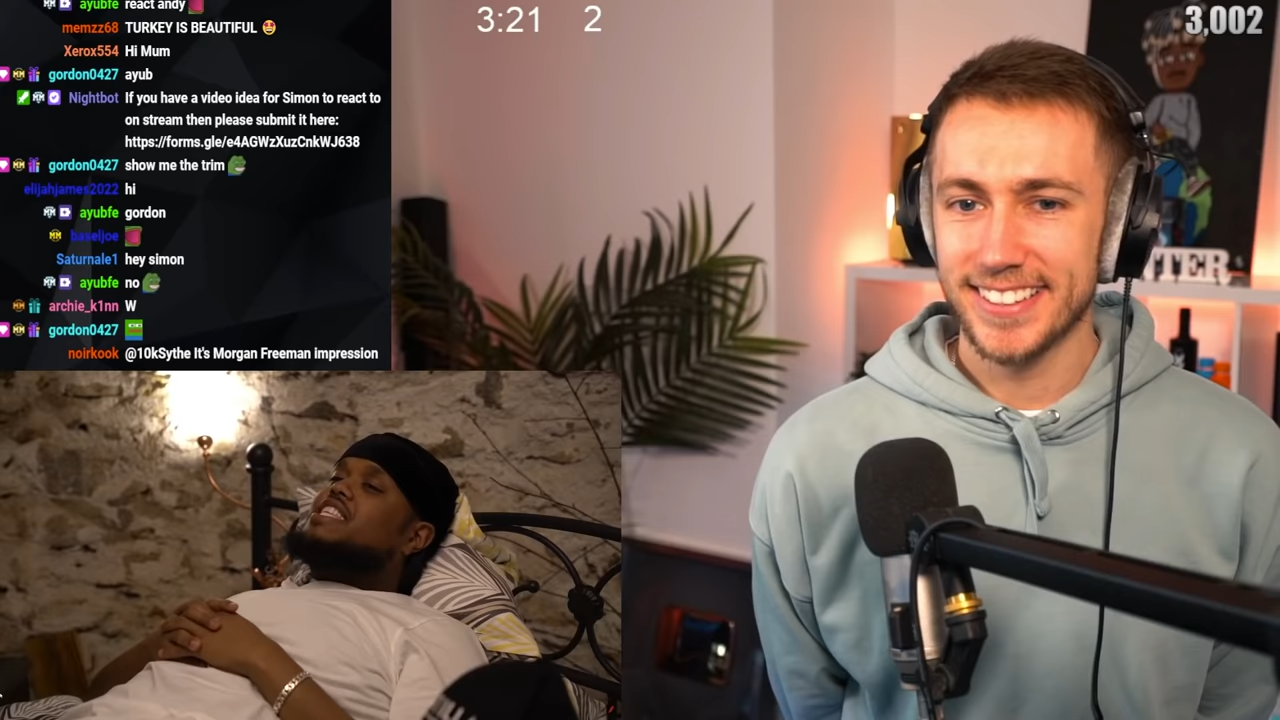 ayubfe react andy
3:21 2
3,002
memzz68 TURKEY IS BEAUTIFUL
Xerox554 Hi Mum
gordon0427 ayub
Nightbot If you have a video idea for Simon to react to
on stream then please submit it here:
https://forms.gle/e4AGWzXuzCnkWJ638
gordon0427 show me the trim
elijahjames2022 hi
ayubfe gordon
baseljoe
Saturnale1 hey simon
ayubfe no
archie_k1nn W
gordon0427
noirkook @10kSythe It's Morgan Freeman impression